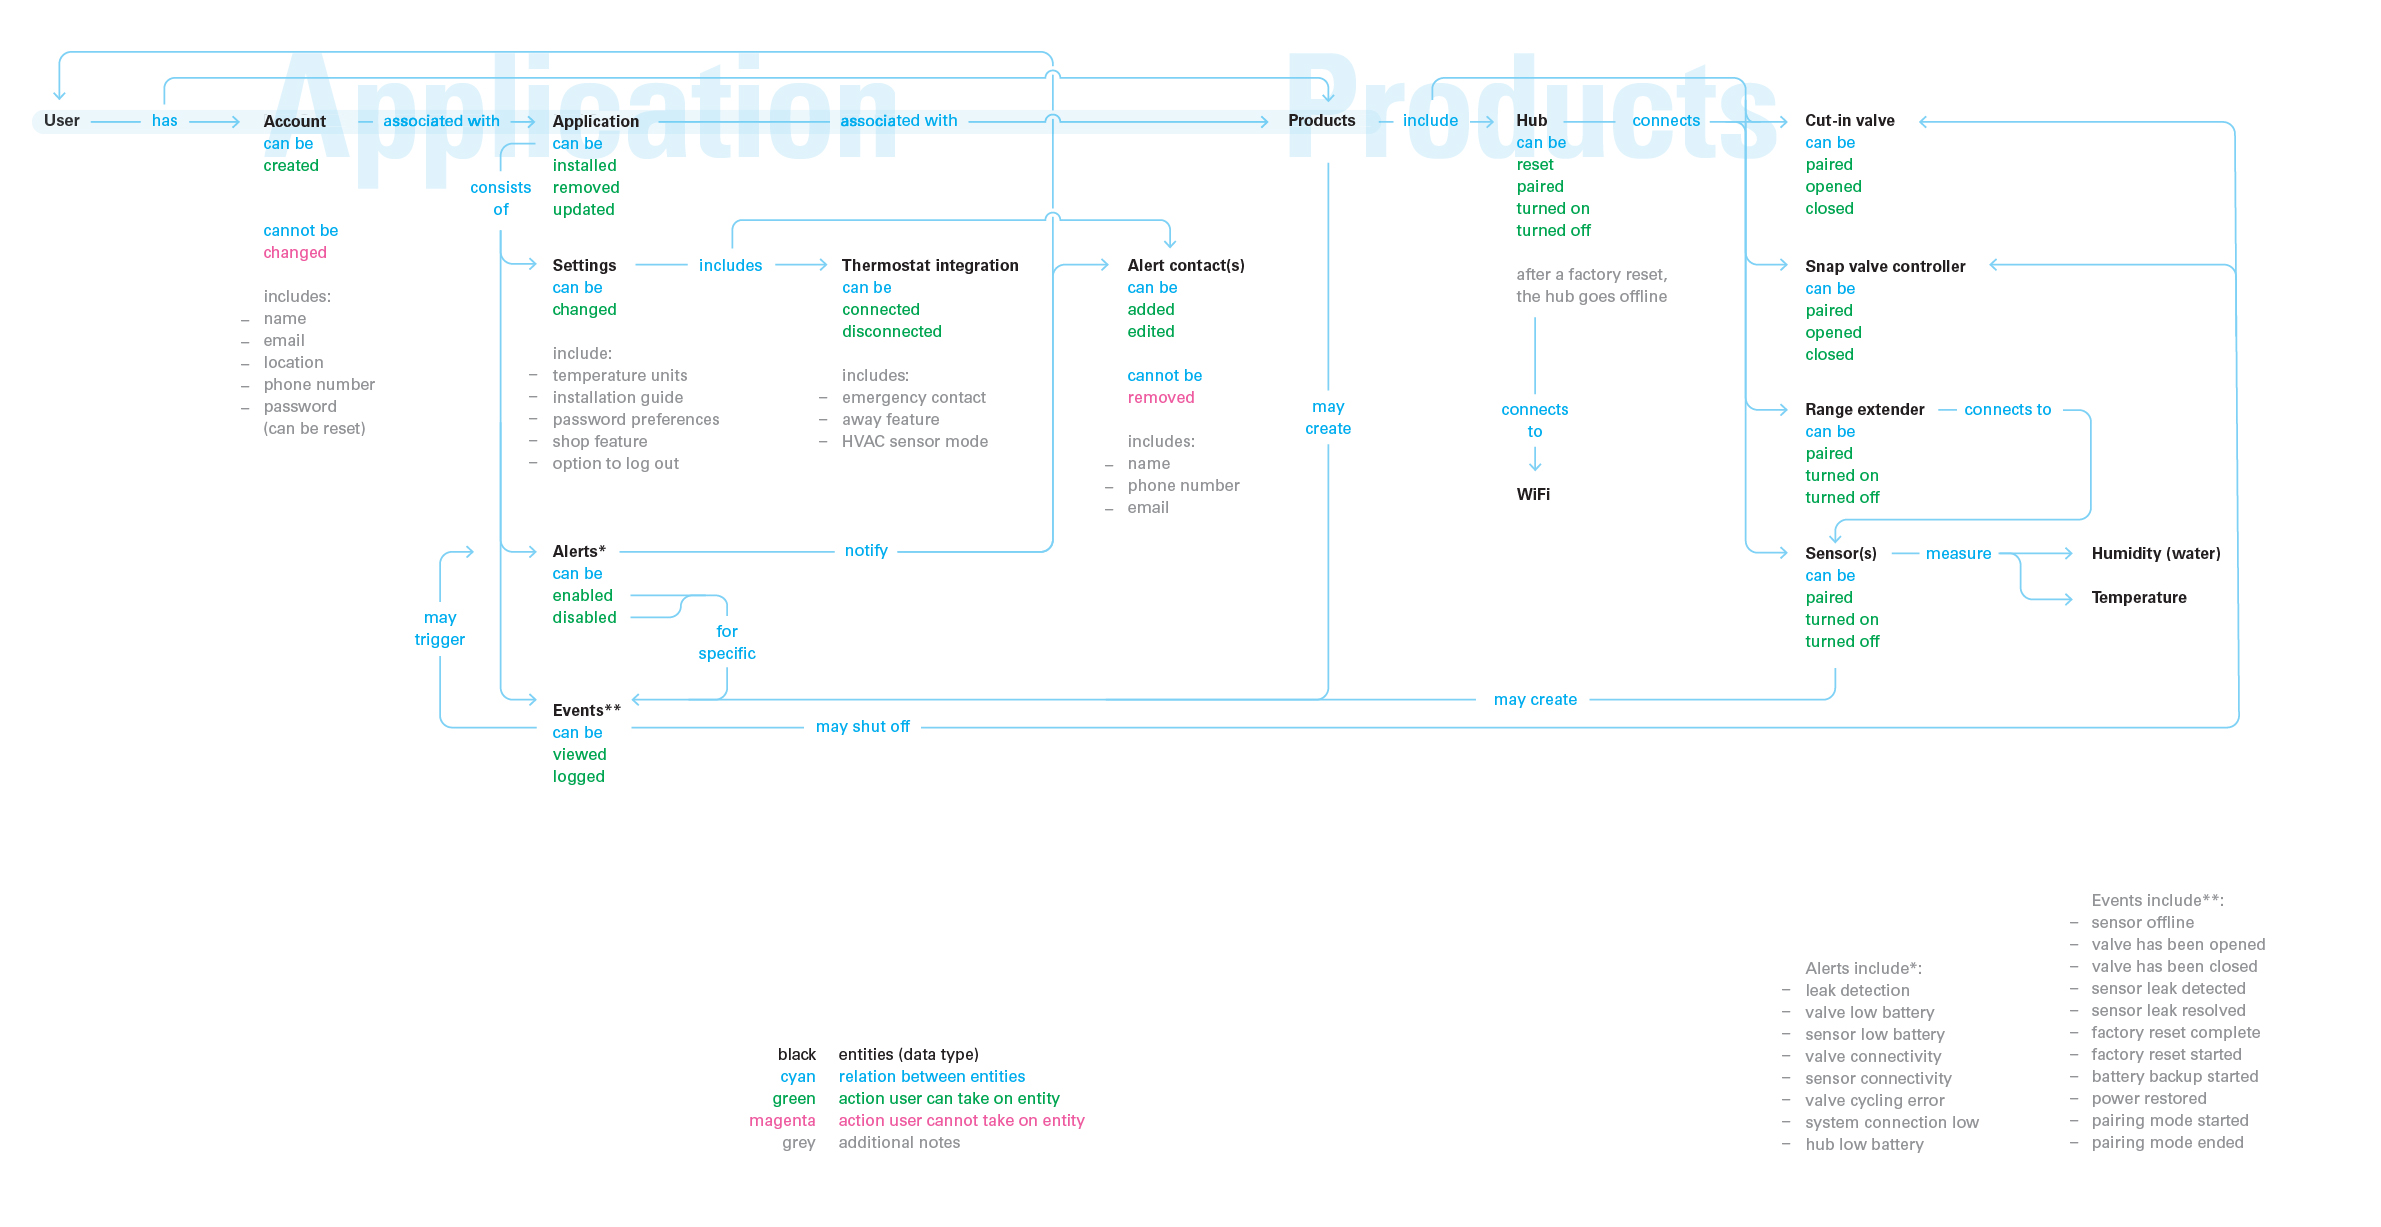 Application
Products
User
has
Account
can be
created
cannot be
changed
includes:
– name
– email
– location
– phone number
– password
(can be reset)
associated with
Application
can be
installed
removed
updated
consists
of
Settings
can be
changed
include:
– temperature units
– installation guide
– password preferences
– shop feature
– option to log out
includes
Thermostat integration
can be
connected
disconnected
includes:
– emergency contact
– away feature
– HVAC sensor mode
Alert contact(s)
can be
added
edited
cannot be
removed
includes:
– name
– phone number
– email
Alerts*
can be
enabled
disabled
notify
for
specific
may
trigger
Events**
can be
viewed
logged
may shut off
associated with
Products
may
create
include
Hub
can be
reset
paired
turned on
turned off
after a factory reset,
the hub goes offline
connects
to
WiFi
connects
Cut-in valve
can be
paired
opened
closed
Snap valve controller
can be
paired
opened
closed
Range extender
can be
paired
turned on
turned off
connects to
Sensor(s)
can be
paired
turned on
turned off
measure
Humidity (water)
Temperature
may create
black entities (data type)
cyan relation between entities
green action user can take on entity
magenta action user cannot take on entity
grey additional notes
Alerts include*:
– leak detection
– valve low battery
– sensor low battery
– valve connectivity
– sensor connectivity
– valve cycling error
– system connection low
– hub low battery
Events include**:
– sensor offline
– valve has been opened
– valve has been closed
– sensor leak detected
– sensor leak resolved
– factory reset complete
– factory reset started
– battery backup started
– power restored
– pairing mode started
– pairing mode ended